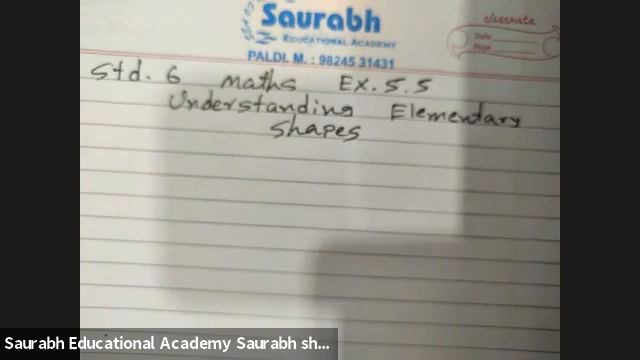 Saurabh
EDUCATIONAL ACADEMY
PALDI. M. : 98245 31431
classmate
Date
Page
Std. 6 Maths Ex. 5.5
Understanding Elementary
Shapes
Saurabh Educational Academy Saurabh sh...